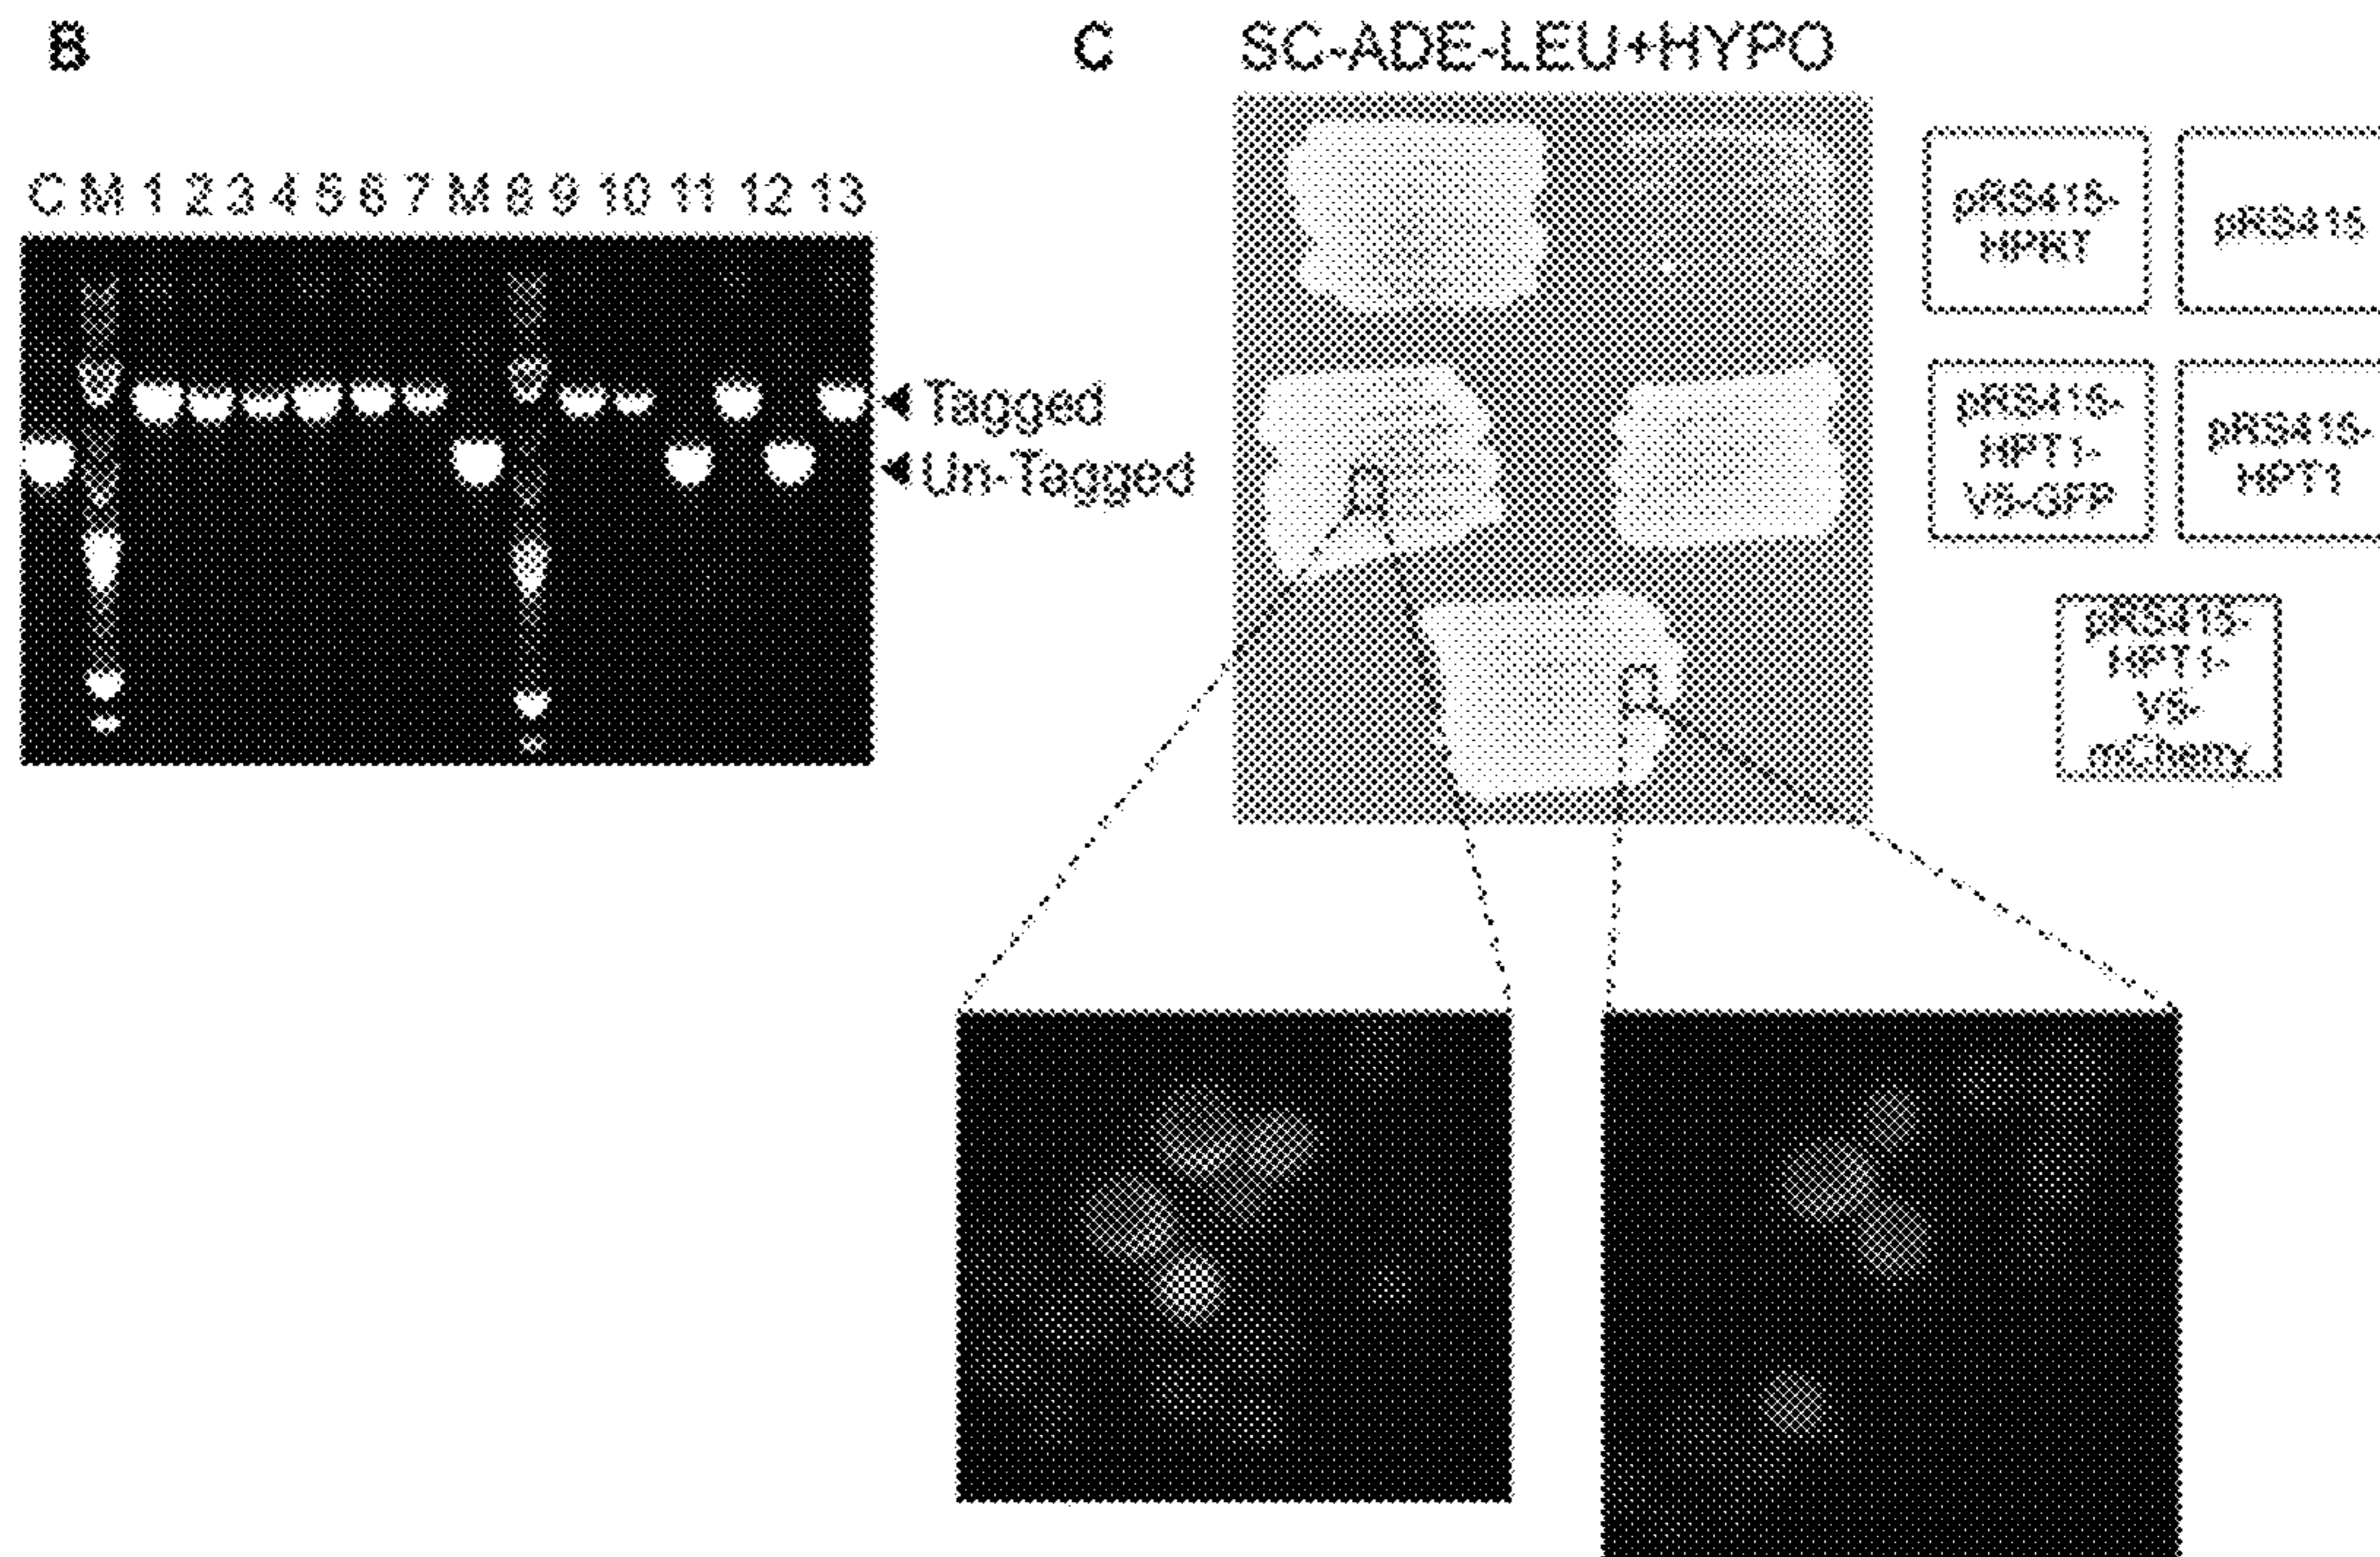 B
C M 1 2 3 4 5 6 7 M 8 9 10 11 12 13
Tagged
Un-Tagged
C
SC-ADE-LEU+HYPO
pRS415-
HPRT
pRS415
pRS415-
HPT1-
V5-GFP
pRS415-
HPT1
pRS415-
HPT1-
V5-
mCherry